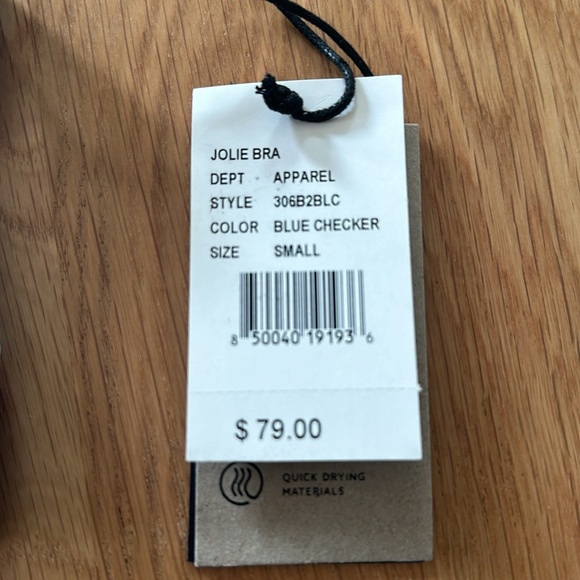 JOLIE BRA
DEPT APPAREL
STYLE 306B2BLC
COLOR BLUE CHECKER
SIZE SMALL
8 50040 19193 6
$ 79.00
QUICK DRYING
MATERIALS